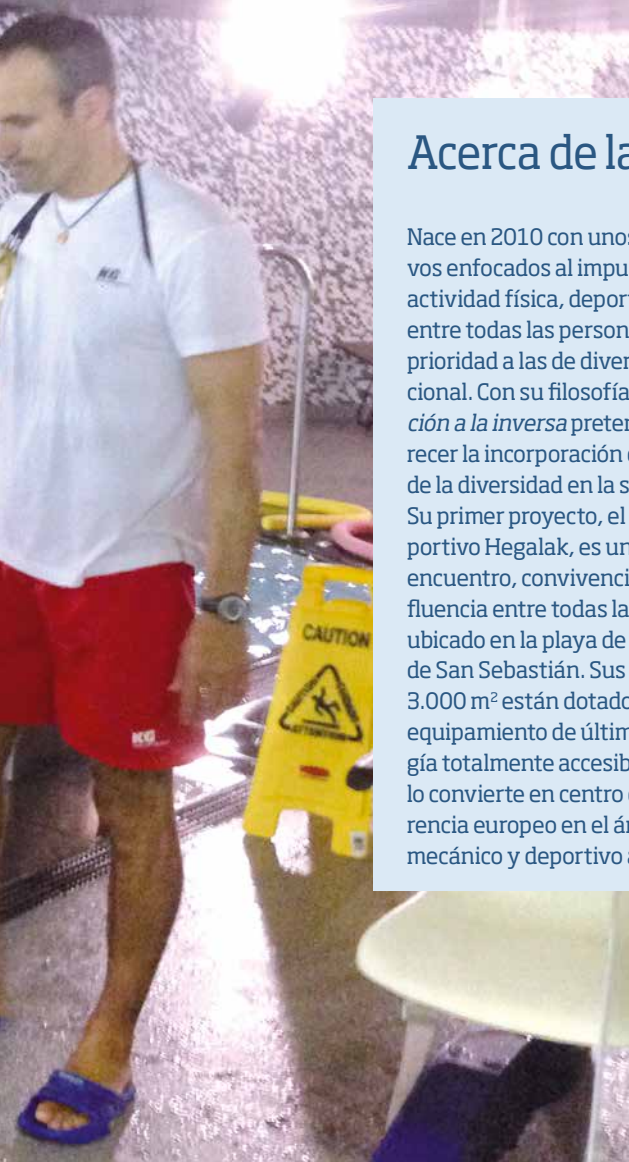 Acerca de la
Nace en 2010 con unos
vos enfocados al impu
actividad física, depor
entre todas las person
prioridad a las de diver
cional. Con su filosofía
ción a la inversa preter
recer la incorporación
de la diversidad en la s
Su primer proyecto, el
portivo Hegalak, es un
encuentro, convivenci
fluencia entre todas la
ubicado en la playa de
de San Sebastián. Sus
3.000 m² están dotado
equipamiento de últim
gía totalmente accesib
lo convierte en centro
rencia europeo en el ár
mecánico y deportivo
CAUTION